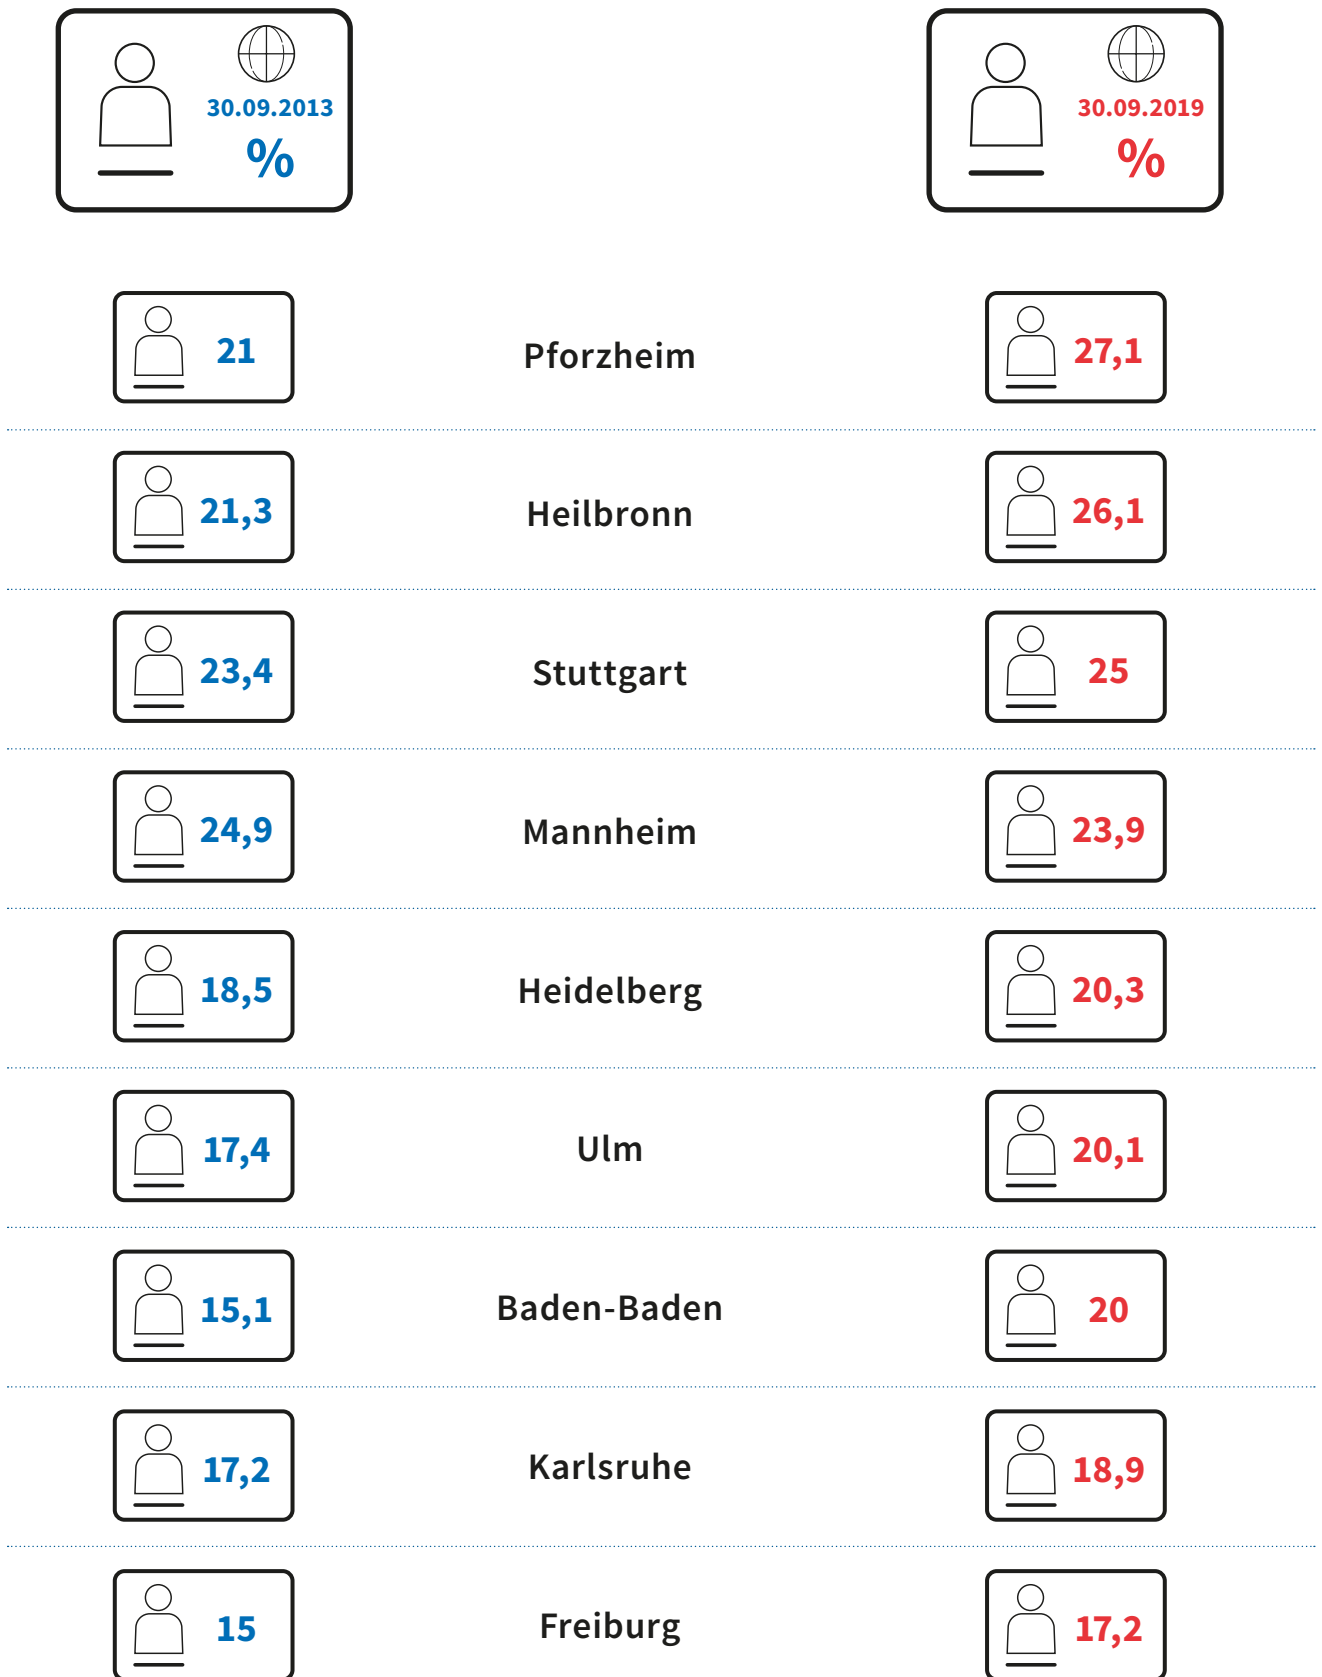 30.09.2013
%
30.09.2019
%
21 Pforzheim 27,1
21,3 Heilbronn 26,1
23,4 Stuttgart 25
24,9 Mannheim 23,9
18,5 Heidelberg 20,3
17,4 Ulm 20,1
15,1 Baden-Baden 20
17,2 Karlsruhe 18,9
15 Freiburg 17,2